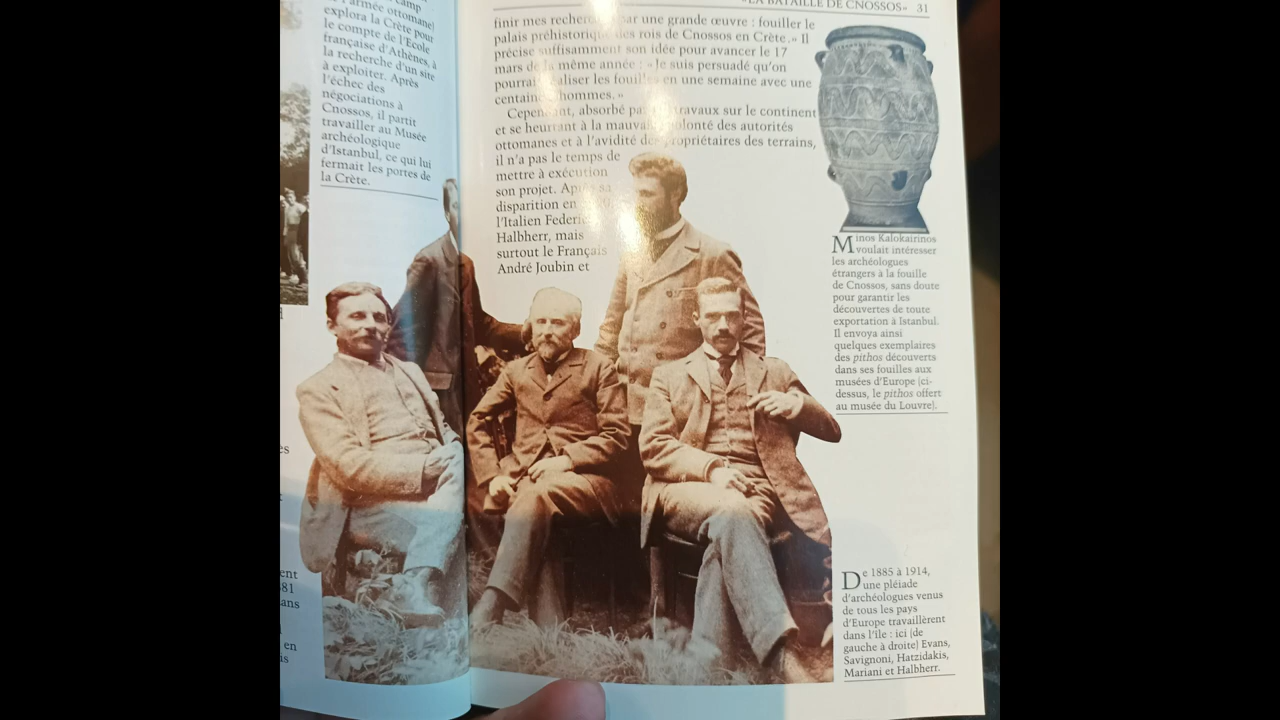 camp
l'armée ottomane)
explora la Crète pour
le compte de l'Ecole
française d'Athènes, à
la recherche d'un site
à exploiter. Après
l'échec des
négociations à
Cnossos, il partit
travailler au Musée
archéologique
d'Istanbul, ce qui lui
fermait les portes de
la Crète.
ent
81
ans
en
is
«LA BATAILLE DE CNOSSOS» 31
finir mes recherches par une grande œuvre : fouiller le
palais préhistorique des rois de Cnossos en Crète.» Il
précise suffisamment son idée pour avancer le 17
mars de la même année : «Je suis persuadé qu'on
pourrait réaliser les fouilles en une semaine avec une
centaine d'hommes.»
Cependant, absorbé par travaux sur le continent
et se heurtant à la mauvaise volonté des autorités
ottomanes et à l'avidité des propriétaires des terrains,
il n'a pas le temps de
mettre à exécution
son projet. Après sa
disparition en
l'Italien Federico
Halbherr, mais
surtout le Français
André Joubin et
Minos Kalokairinos
voulait intéresser
les archéologues
étrangers à la fouille
de Cnossos, sans doute
pour garantir les
découvertes de toute
exportation à Istanbul.
Il envoya ainsi
quelques exemplaires
des pithos découverts
dans ses fouilles aux
musées d'Europe (ci-
dessus, le pithos offert
au musée du Louvre).
De 1885 à 1914,
une pléiade
d'archéologues venus
de tous les pays
d'Europe travaillèrent
dans l'île : ici (de
gauche à droite) Evans,
Savignoni, Hatzidakis,
Mariani et Halbherr.